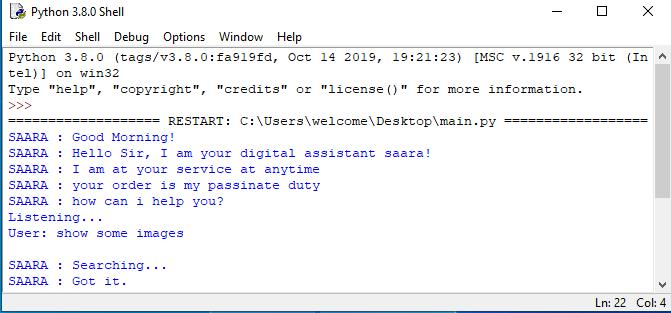 Python 3.8.0 Shell
File Edit Shell Debug Options Window Help
Python 3.8.0 (tags/v3.8.0:fa919fd, Oct 14 2019, 19:21:23) [MSC v.1916 32 bit (In
tel)] on win32
Type "help", "copyright", "credits" or "license()" for more information.
>>>
=================== RESTART: C:\Users\welcome\Desktop\main.py ==================
SAARA : Good Morning!
SAARA : Hello Sir, I am your digital assistant saara!
SAARA : I am at your service at anytime
SAARA : your order is my passinate duty
SAARA : how can i help you?
Listening...
User: show some images
SAARA : Searching...
SAARA : Got it.
Ln: 22 Col: 4